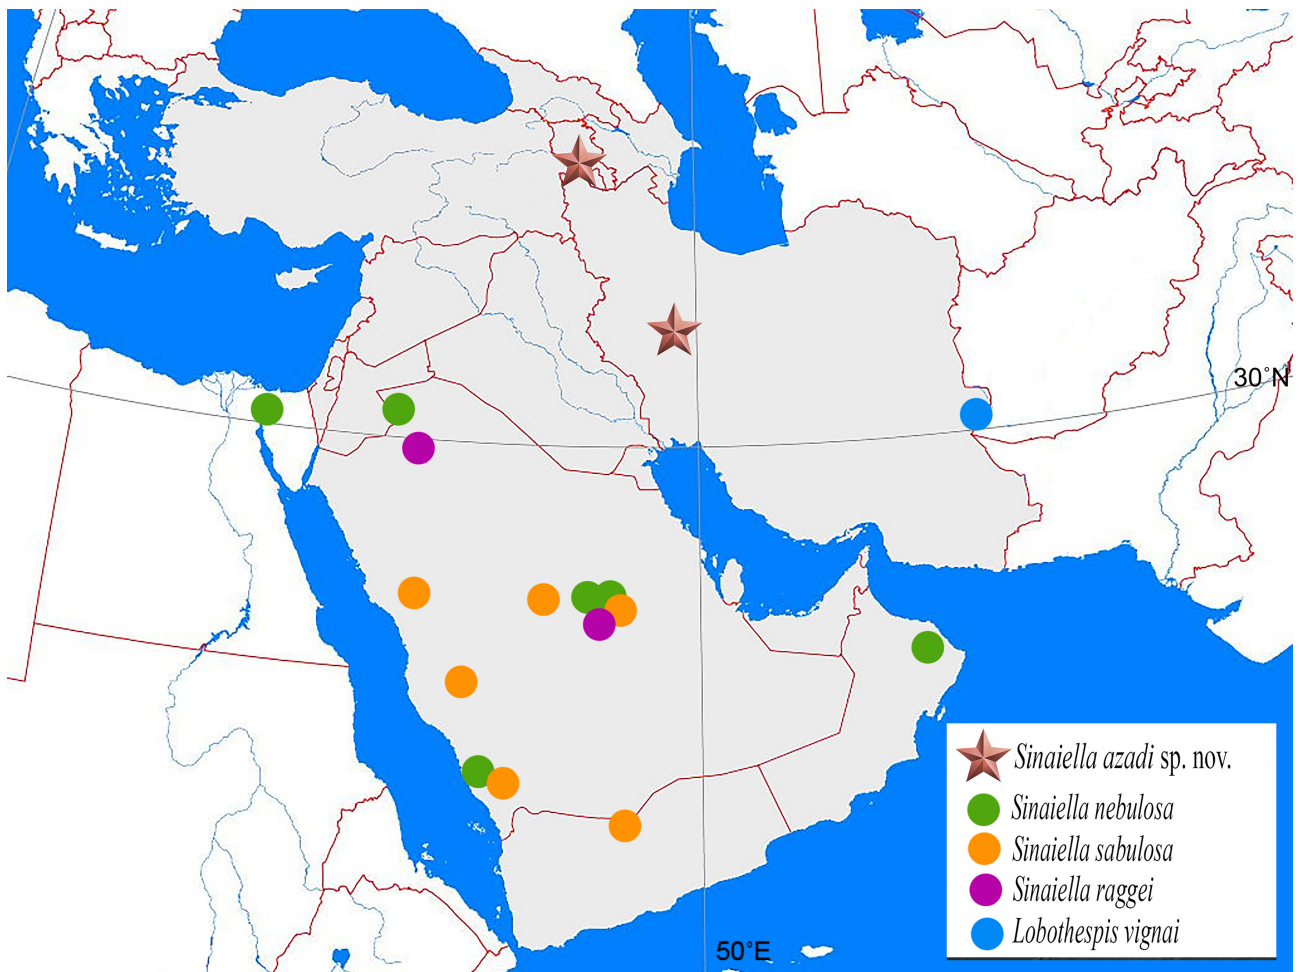 30°N
50°E
Sinaiella azadi sp. nov.
Sinaiella nebulosa
Sinaiella sabulosa
Sinaiella raggei
Lobothespis vignai